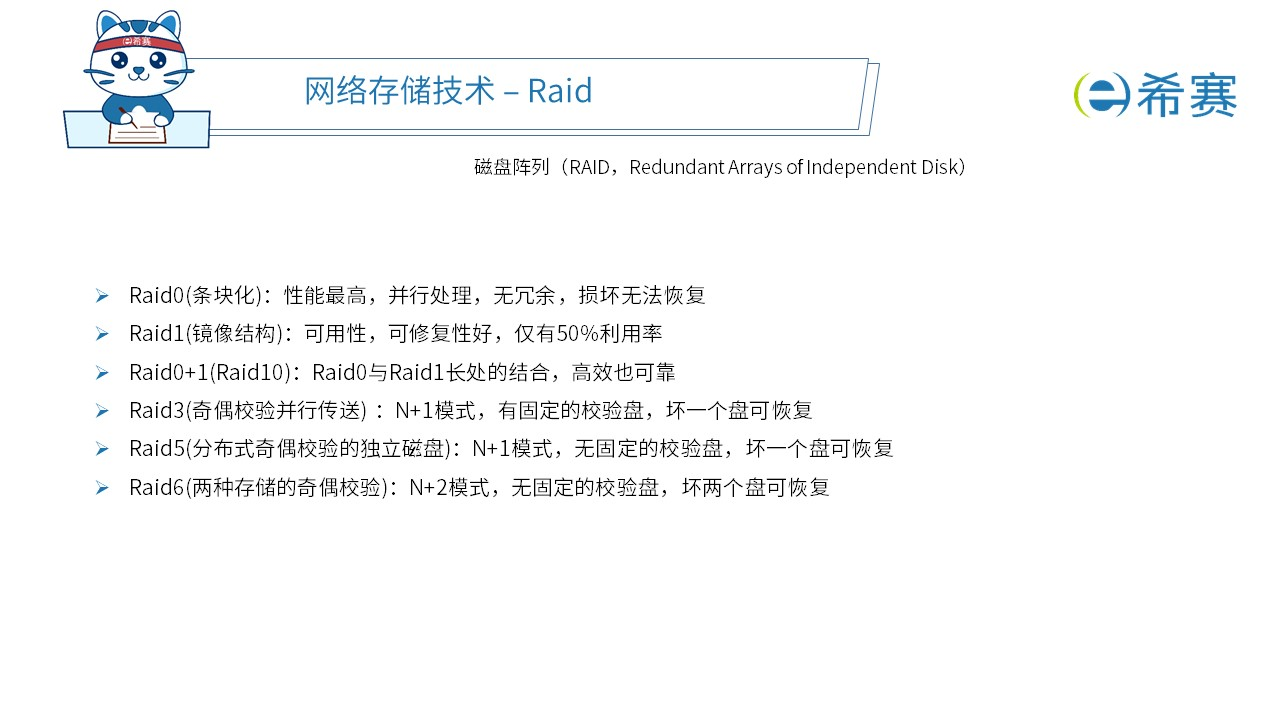 希赛
网络存储技术 – Raid
希赛
磁盘阵列（RAID，Redundant Arrays of Independent Disk）
Raid0(条块化)：性能最高，并行处理，无冗余，损坏无法恢复
Raid1(镜像结构)：可用性，可修复性好，仅有50%利用率
Raid0+1(Raid10)：Raid0与Raid1长处的结合，高效也可靠
Raid3(奇偶校验并行传送) ：N+1模式，有固定的校验盘，坏一个盘可恢复
Raid5(分布式奇偶校验的独立磁盘)：N+1模式，无固定的校验盘，坏一个盘可恢复
Raid6(两种存储的奇偶校验)：N+2模式，无固定的校验盘，坏两个盘可恢复